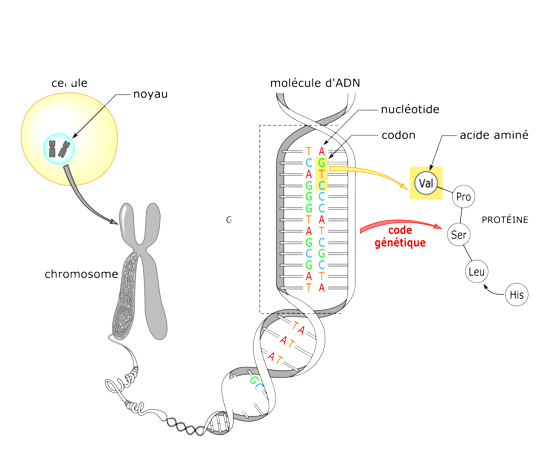 noyau
chromosome
molécule d'ADN
nucléotide
codon
acide aminé
T A
C G
A T
G C
G C
G C
T A
A T
G C
C G
G C
A T
T A
G
T A
A T
A T
G C
code
génétique
Val
Pro
Ser
Leu
His
PROTÉINE